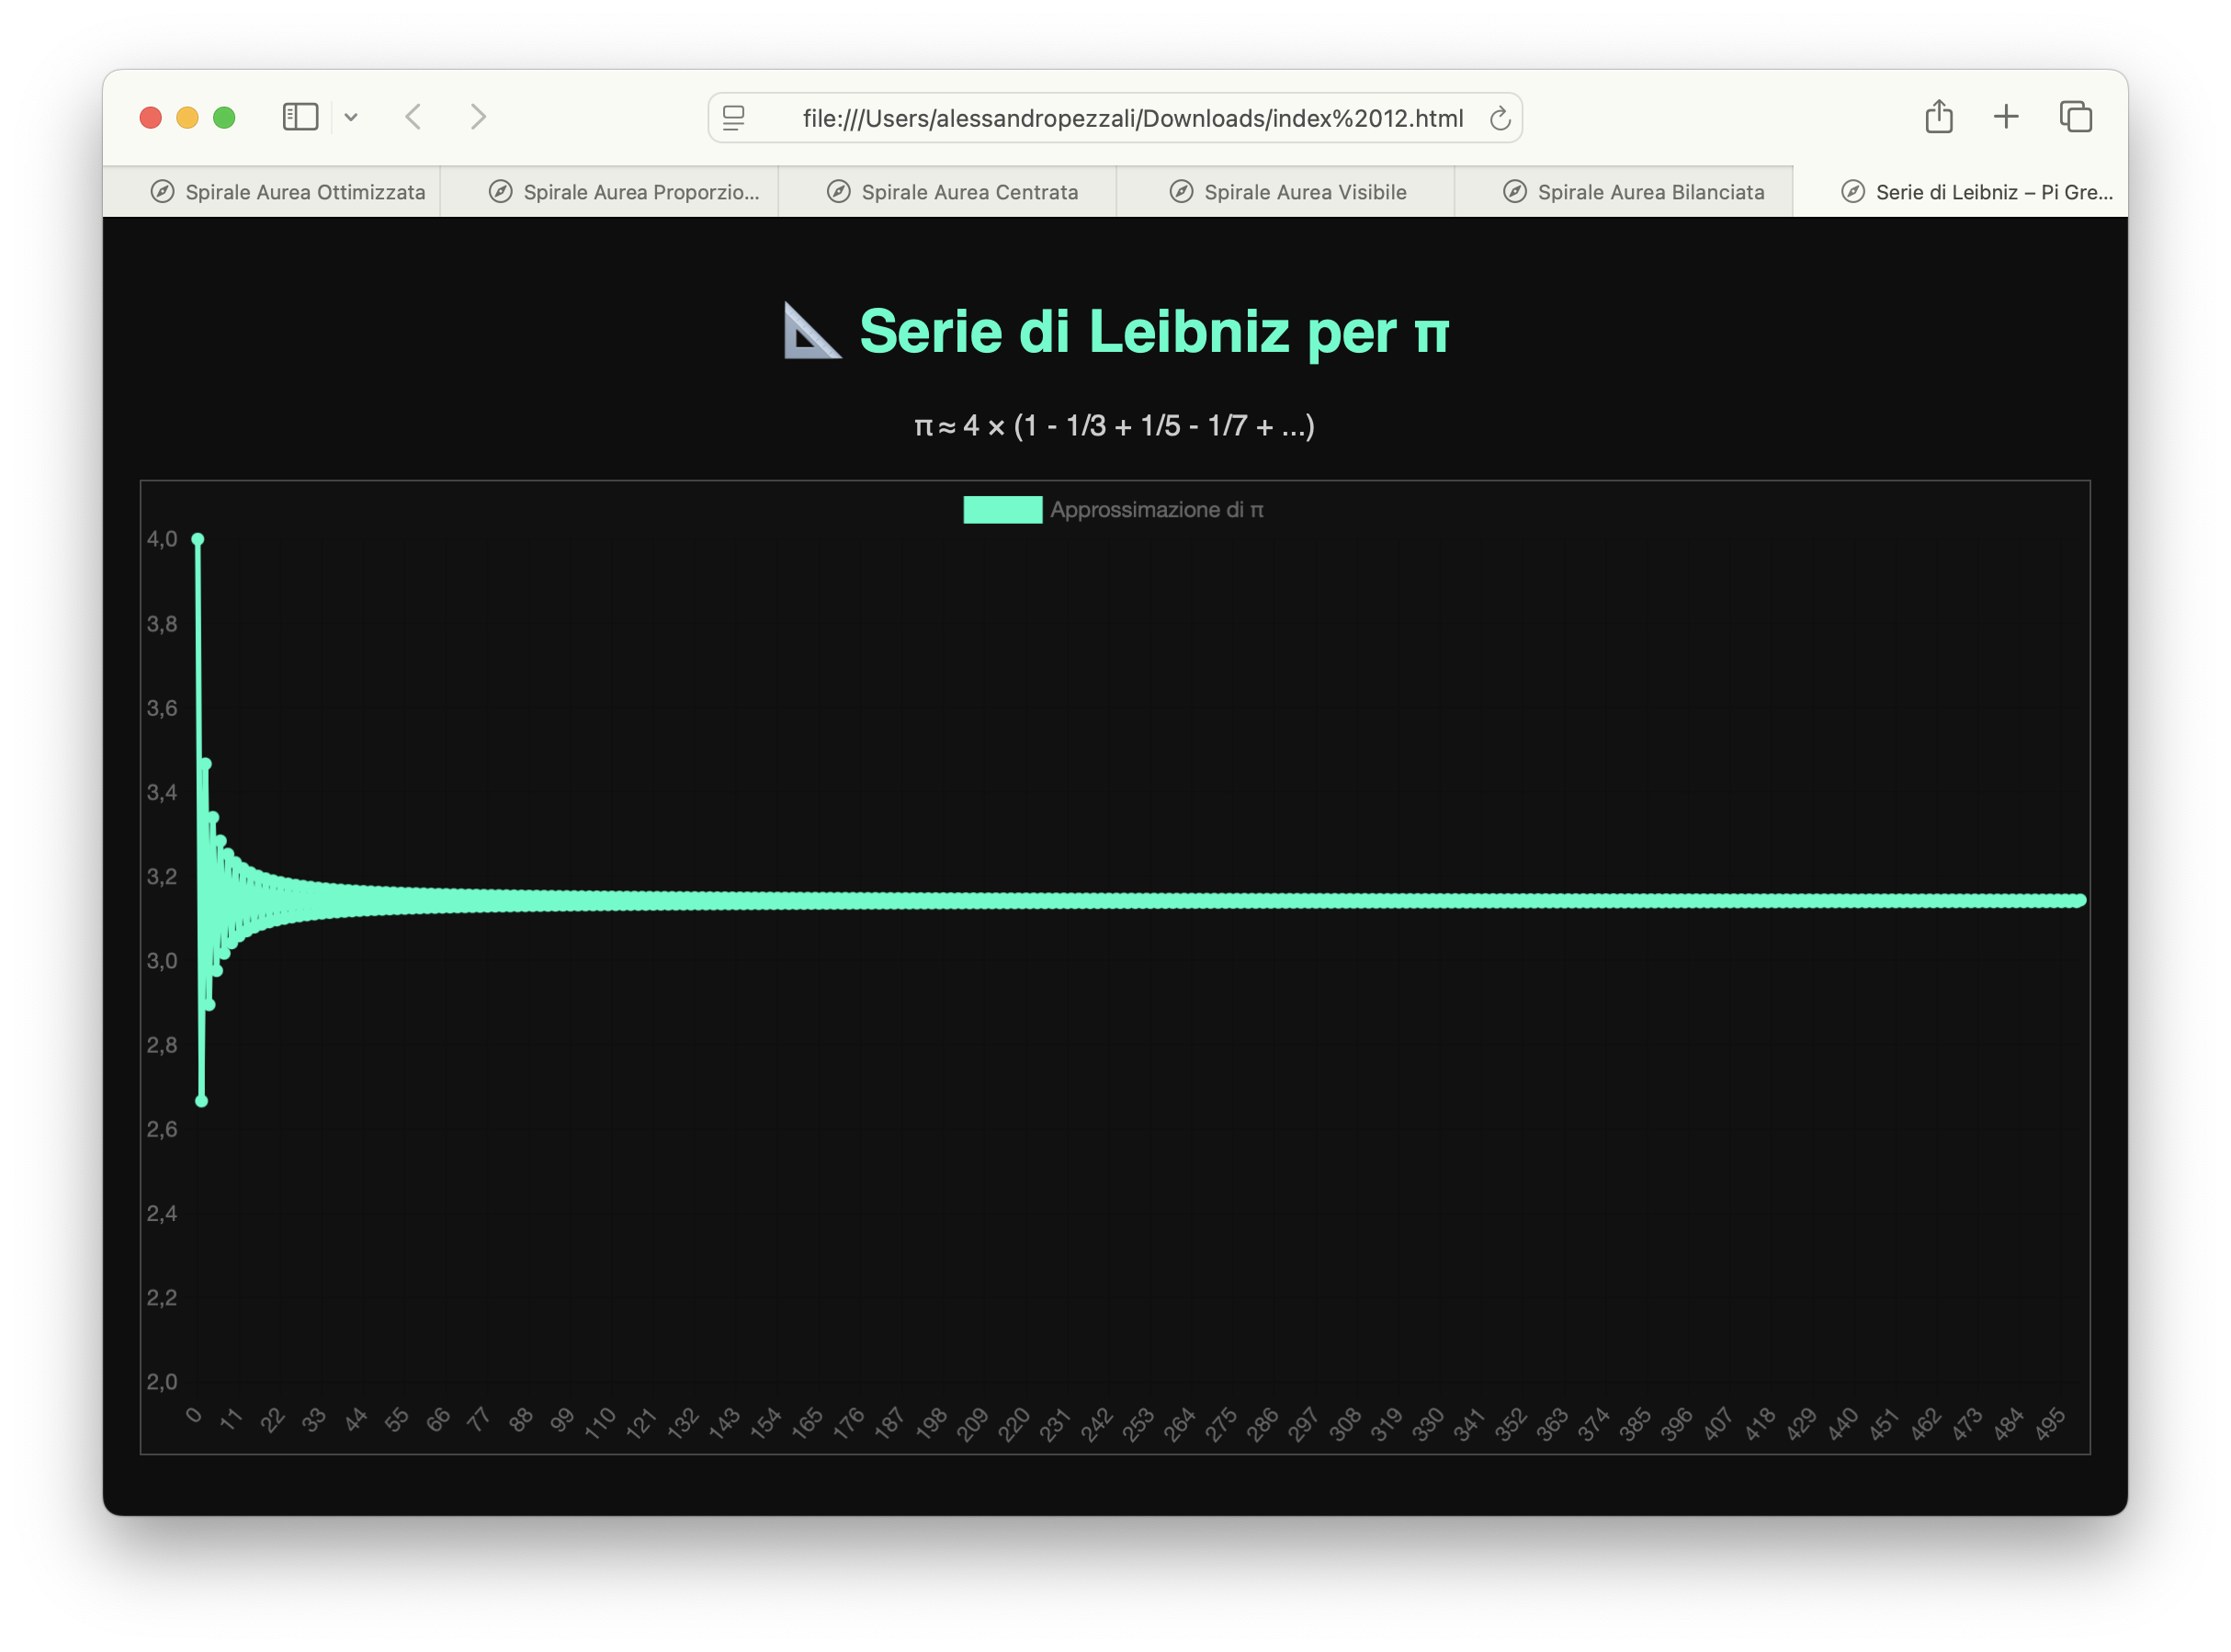 file:///Users/alessandropezzali/Downloads/index%2012.html
Spirale Aurea Ottimizzata
Spirale Aurea Proporzio...
Spirale Aurea Centrata
Spirale Aurea Visibile
Spirale Aurea Bilanciata
Serie di Leibniz – Pi Gre...
Serie di Leibniz per π
π ≈ 4 × (1 - 1/3 + 1/5 - 1/7 + ...)
Approssimazione di π
4,0
3,8
3,6
3,4
3,2
3,0
2,8
2,6
2,4
2,2
2,0
0 11 22 33 44 55 66 77 88 99 110 121 132 143 154 165 176 187 198 209 220 231 242 253 264 275 286 297 308 319 330 341 352 363 374 385 396 407 418 429 440 451 462 473 484 495